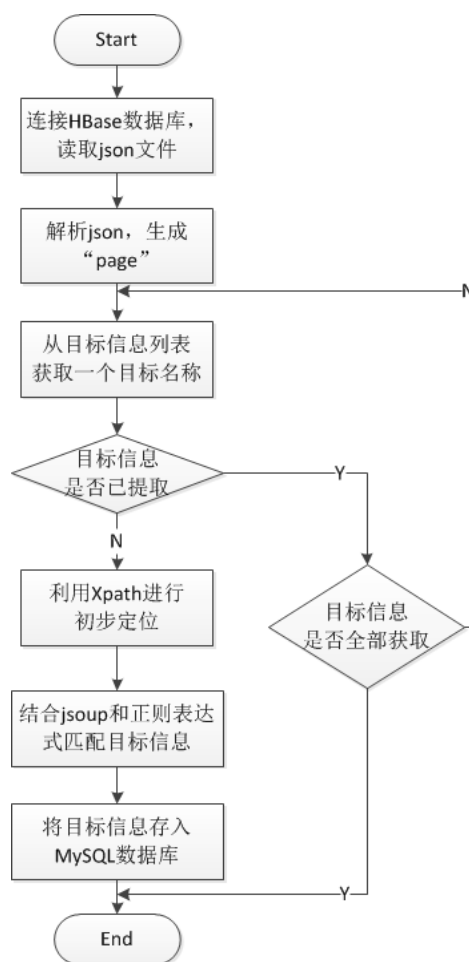 Start
连接HBase数据库，
读取json文件
解析json，生成
“page”
N
从目标信息列表
获取一个目标名称
目标信息
是否已提取
Y
N
利用Xpath进行
初步定位
目标信息
是否全部获取
结合jsoup和正则表达
式匹配目标信息
将目标信息存入
MySQL数据库
Y
End